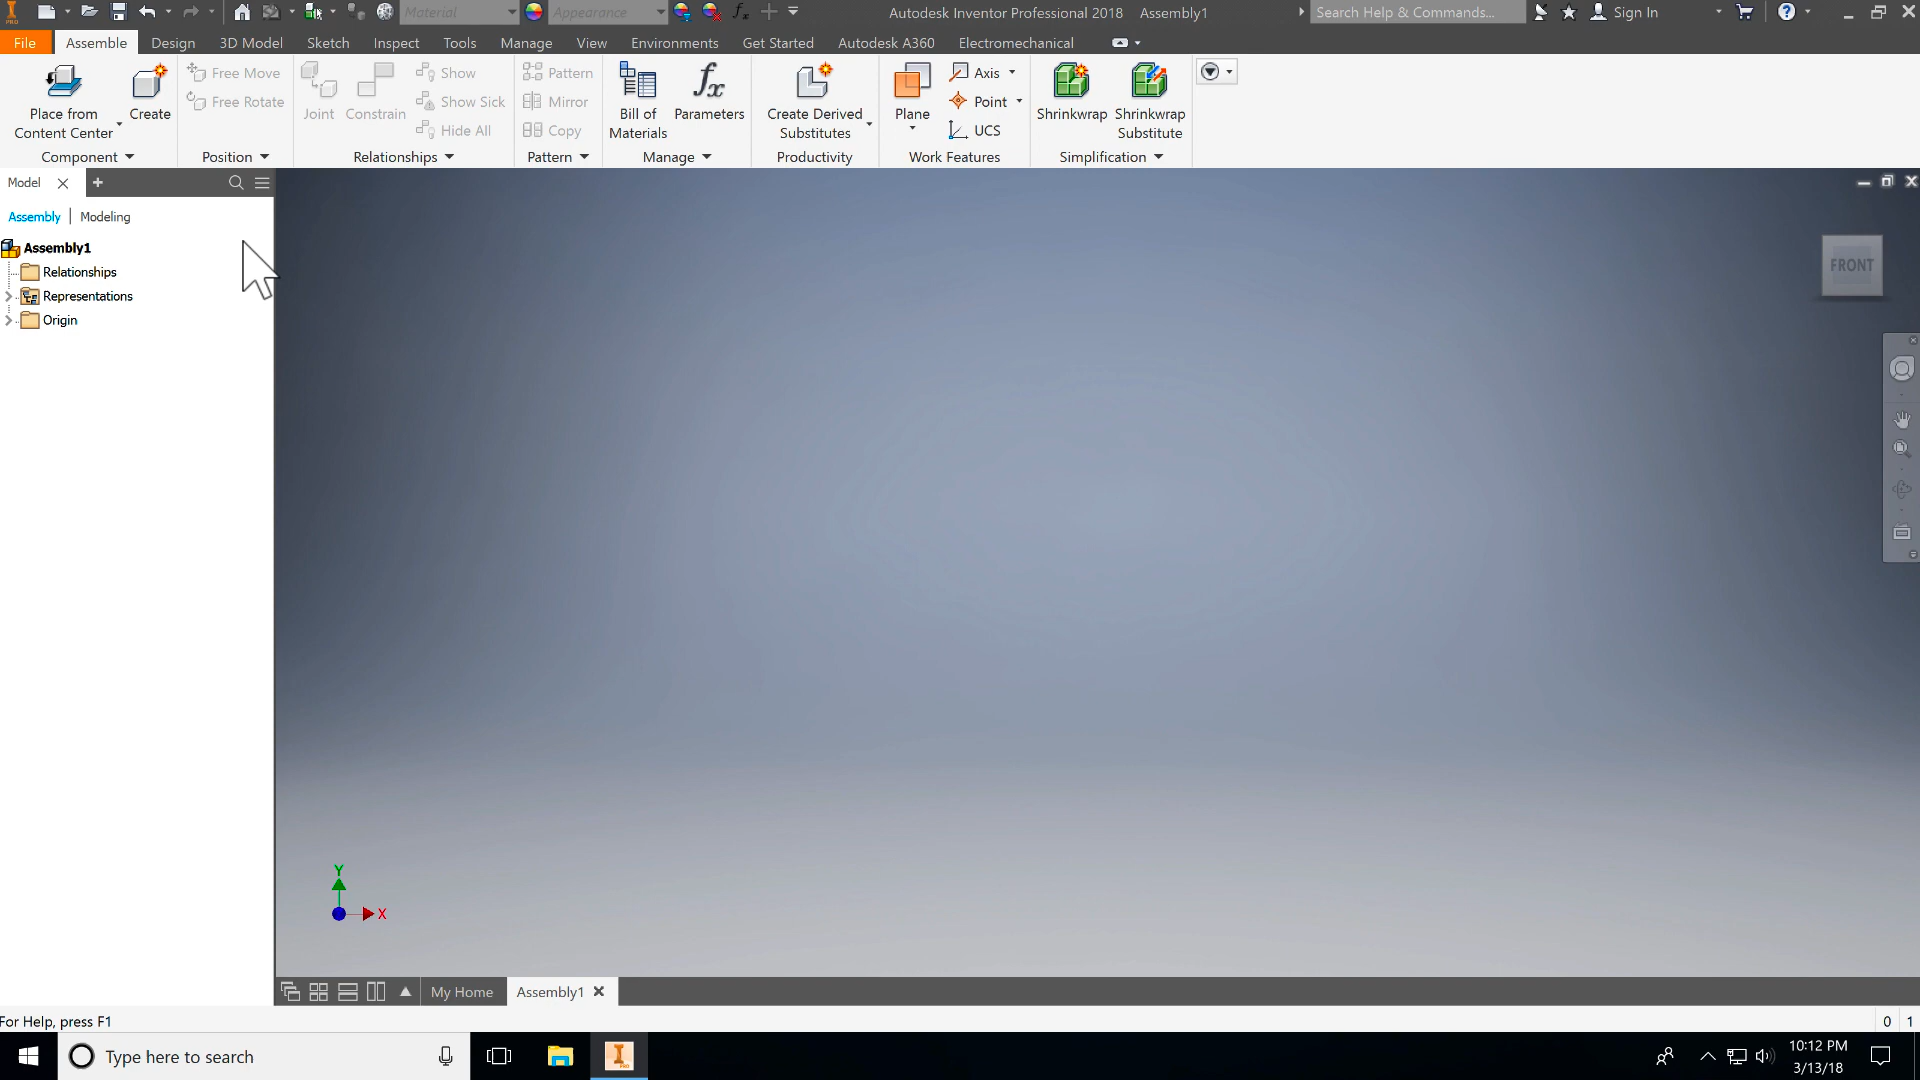 PRO Material Appearance fx Autodesk Inventor Professional 2018 Assembly1 Search Help & Commands... Sign In
File Assemble Design 3D Model Sketch Inspect Tools Manage View Environments Get Started Autodesk A360 Electromechanical
Place from
Content Center
Create
Component
Free Move
Free Rotate
Position
Joint
Constrain
Show
Show Sick
Hide All
Relationships
Pattern
Mirror
Copy
Pattern
Bill of
Materials
fx
Parameters
Manage
Create Derived
Substitutes
Productivity
Plane
Axis
Point
UCS
Work Features
Shrinkwrap
Shrinkwrap
Substitute
Simplification
Model
Assembly | Modeling
Assembly1
Relationships
Representations
Origin
FRONT
Y
X
My Home Assembly1
For Help, press F1
0 1
Type here to search
I
PRO
10:12 PM
3/13/18